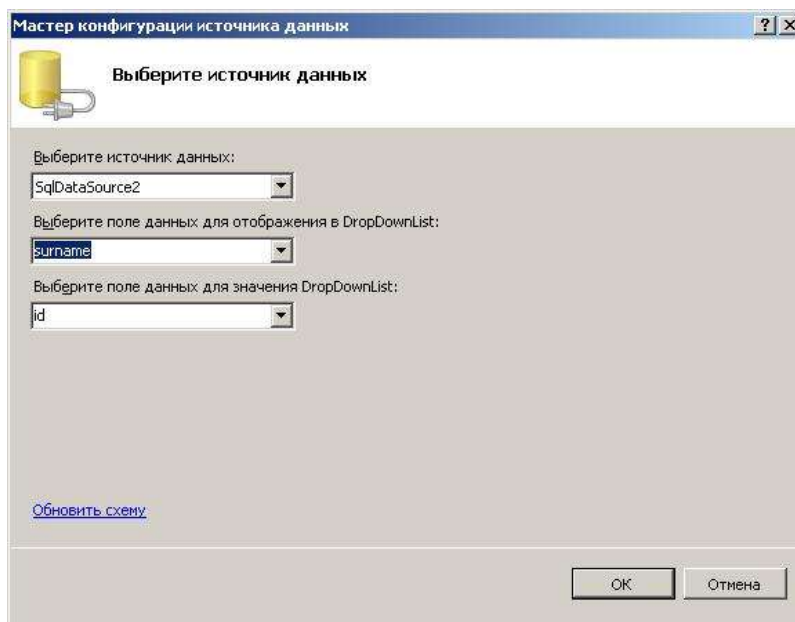 Мастер конфигурации источника данных
Выберите источник данных
Выберите источник данных:
SqlDataSource2
Выберите поле данных для отображения в DropDownList:
surname
Выберите поле данных для значения DropDownList:
id
Обновить схему
OK
Отмена